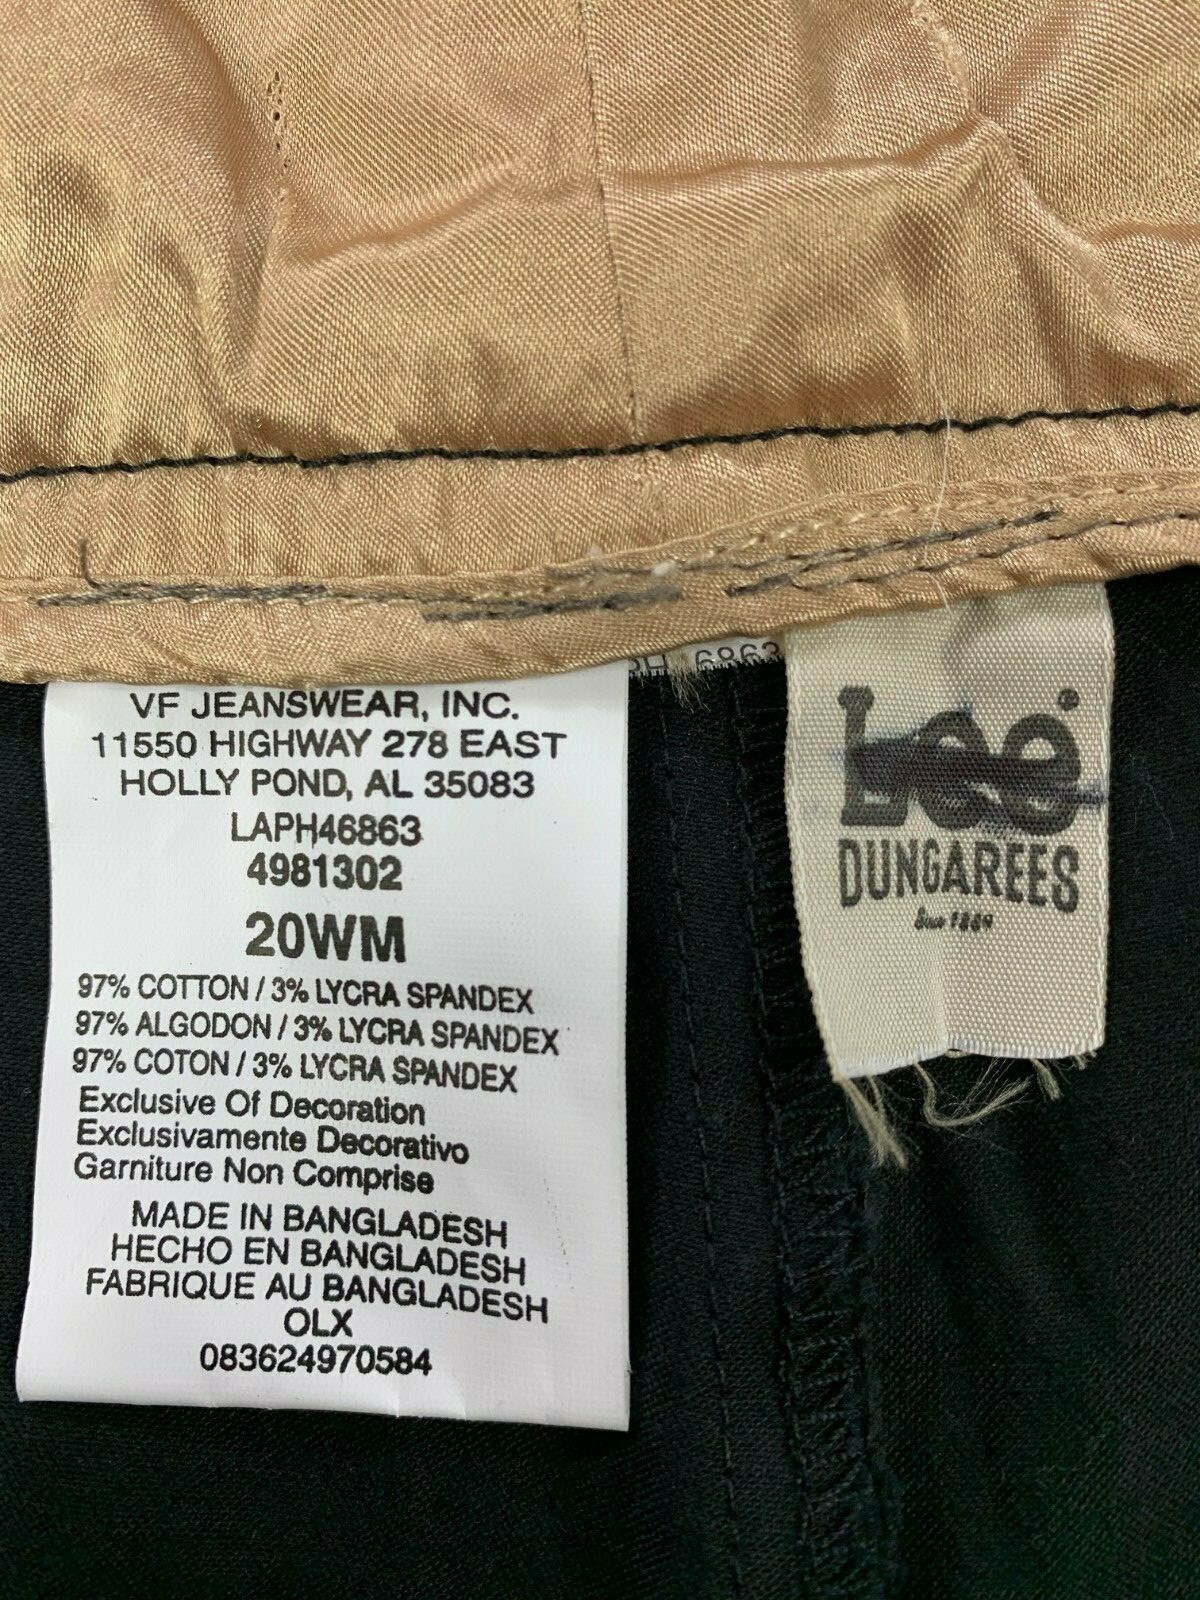 VF JEANSWEAR, INC.
11550 HIGHWAY 278 EAST
HOLLY POND, AL 35083
LAPH46863
4981302
20WM
97% COTTON / 3% LYCRA SPANDEX
97% ALGODON / 3% LYCRA SPANDEX
97% COTON / 3% LYCRA SPANDEX
Exclusive Of Decoration
Exclusivamente Decorativo
Garniture Non Comprise
MADE IN BANGLADESH
HECHO EN BANGLADESH
FABRIQUE AU BANGLADESH
OLX
083624970584
Lee
DUNGAREES
Since 1889